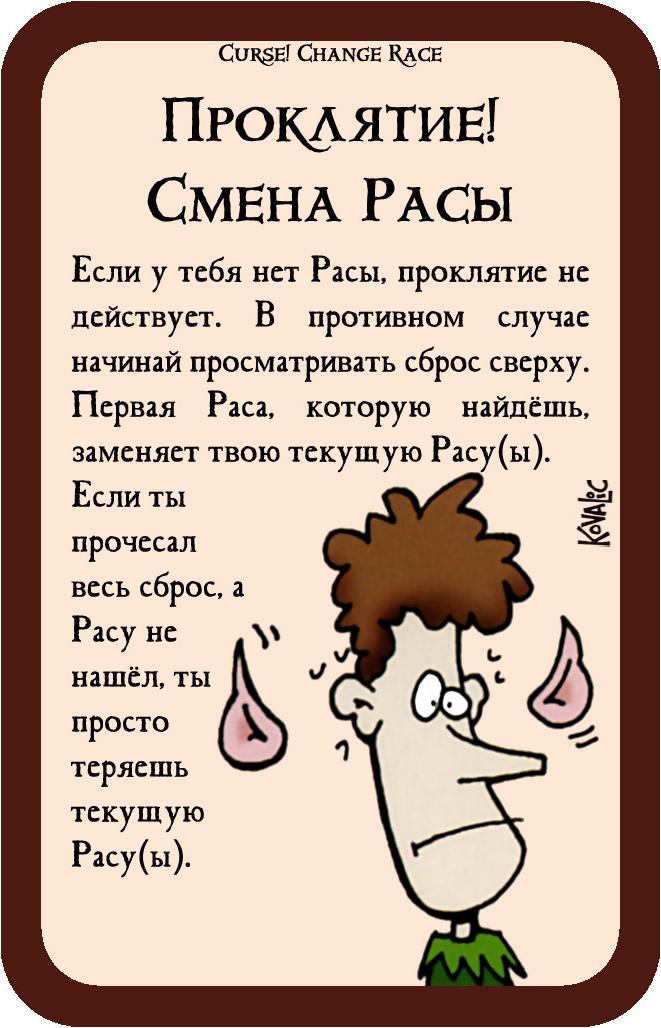 Curse! Change Race
Проклятие!
Смена Расы
Если у тебя нет Расы, проклятие не
действует. В противном случае
начинай просматривать сброс сверху.
Первая Раса, которую найдёшь,
заменяет твою текущую Расу(ы).
Если ты
прочесал
весь сброс, а
Расу не
нашёл, ты
просто
теряешь
текущую
Расу(ы).
Kovalic